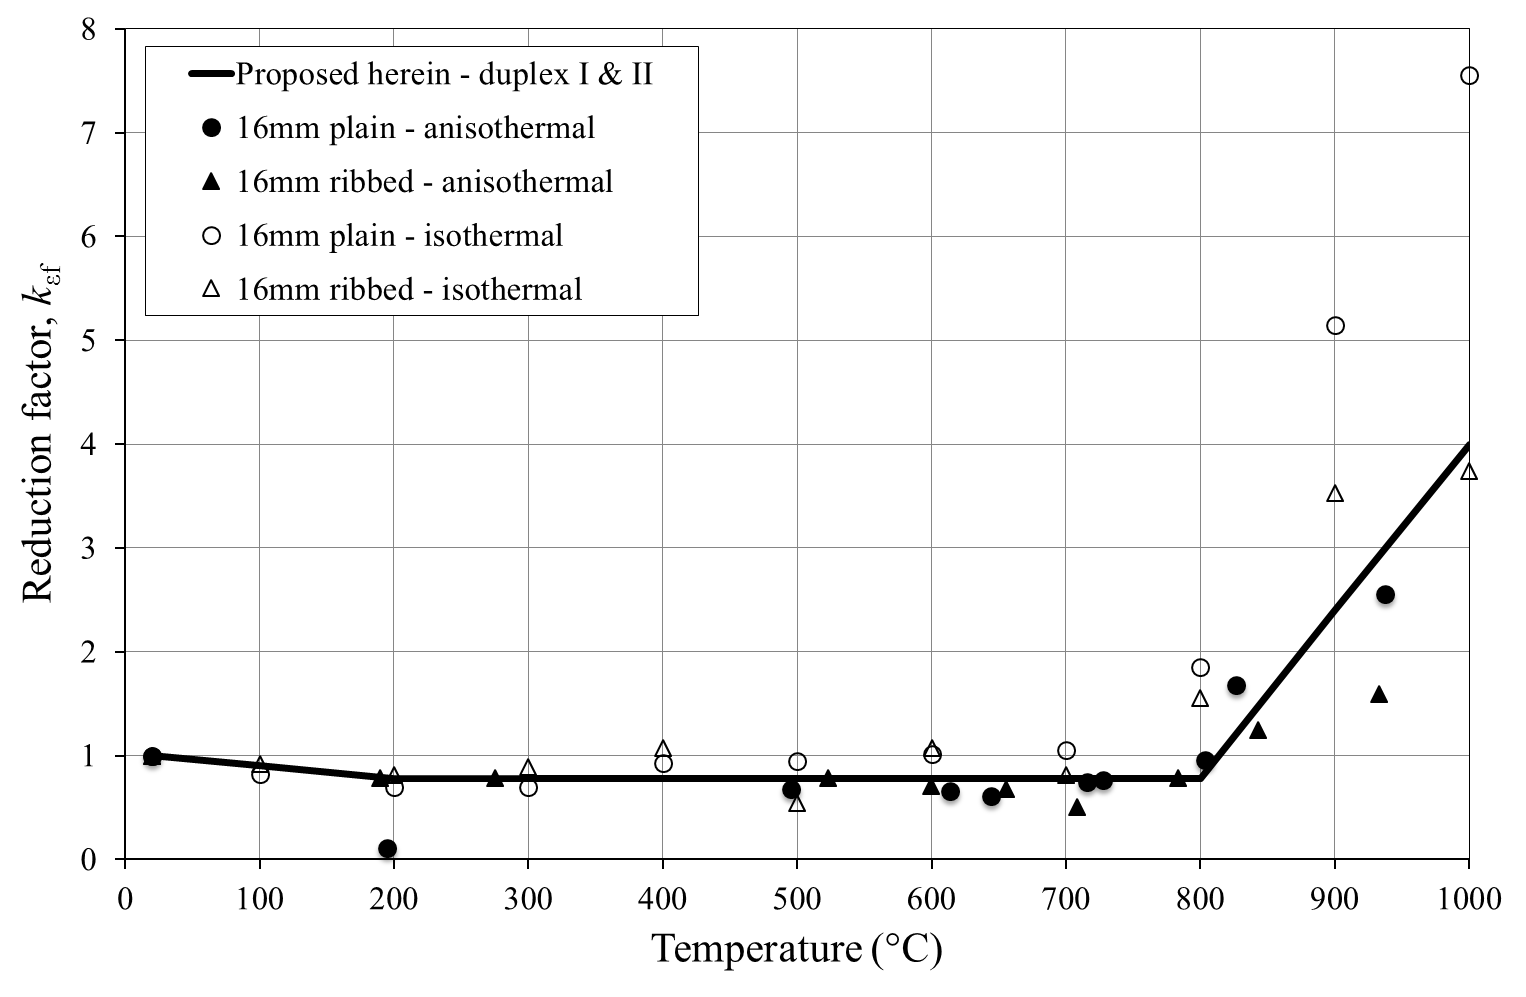 8
7
6
5
4
3
2
1
0
Reduction factor, kεf
Proposed herein - duplex I & II
16mm plain - anisothermal
16mm ribbed - anisothermal
16mm plain - isothermal
16mm ribbed - isothermal
0 100 200 300 400 500 600 700 800 900 1000
Temperature (°C)